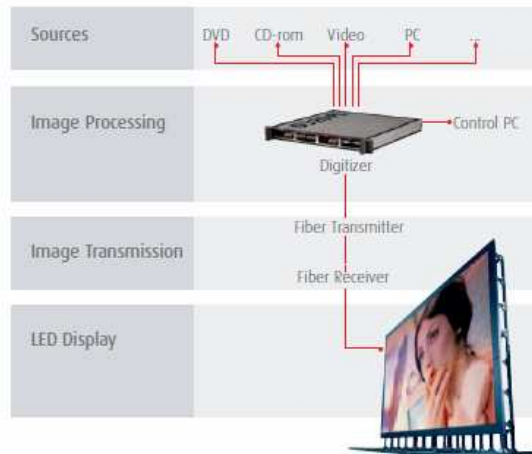 Sources
DVD CD-rom Video PC ...
Image Processing
Control PC
Digitizer
Fiber Transmitter
Image Transmission
Fiber Receiver
LED Display